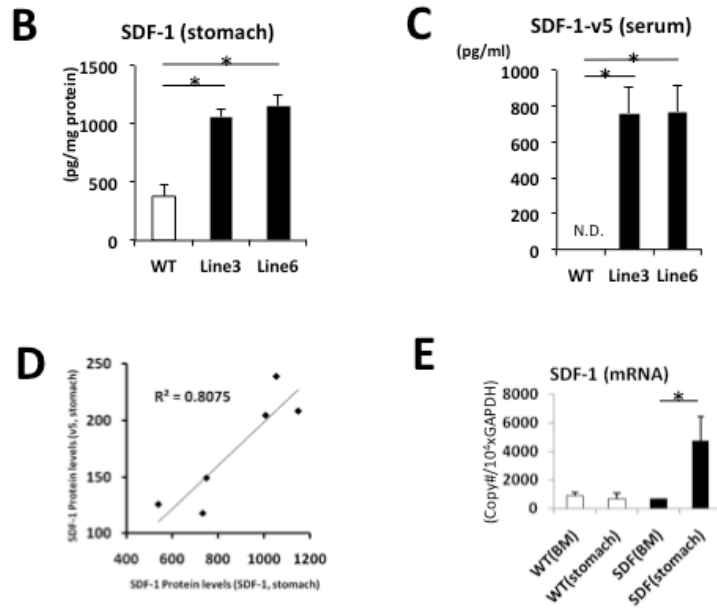 B
SDF-1 (stomach)
(pg/mg protein)
1500
1000
500
0
*
*
WT Line3 Line6
C
SDF-1-v5 (serum)
(pg/ml)
1000
800
600
400
200
0
*
*
N.D.
WT Line3 Line6
D
SDF-1 Protein levels (v5, stomach)
250
200
150
100
R² = 0.8075
400 600 800 1000 1200
SDF-1 Protein levels (SDF-1, stomach)
E
SDF-1 (mRNA)
(Copy#/10⁴xGAPDH)
8000
6000
4000
2000
0
*
WT(BM)
WT(stomach)
SDF(BM)
SDF(stomach)